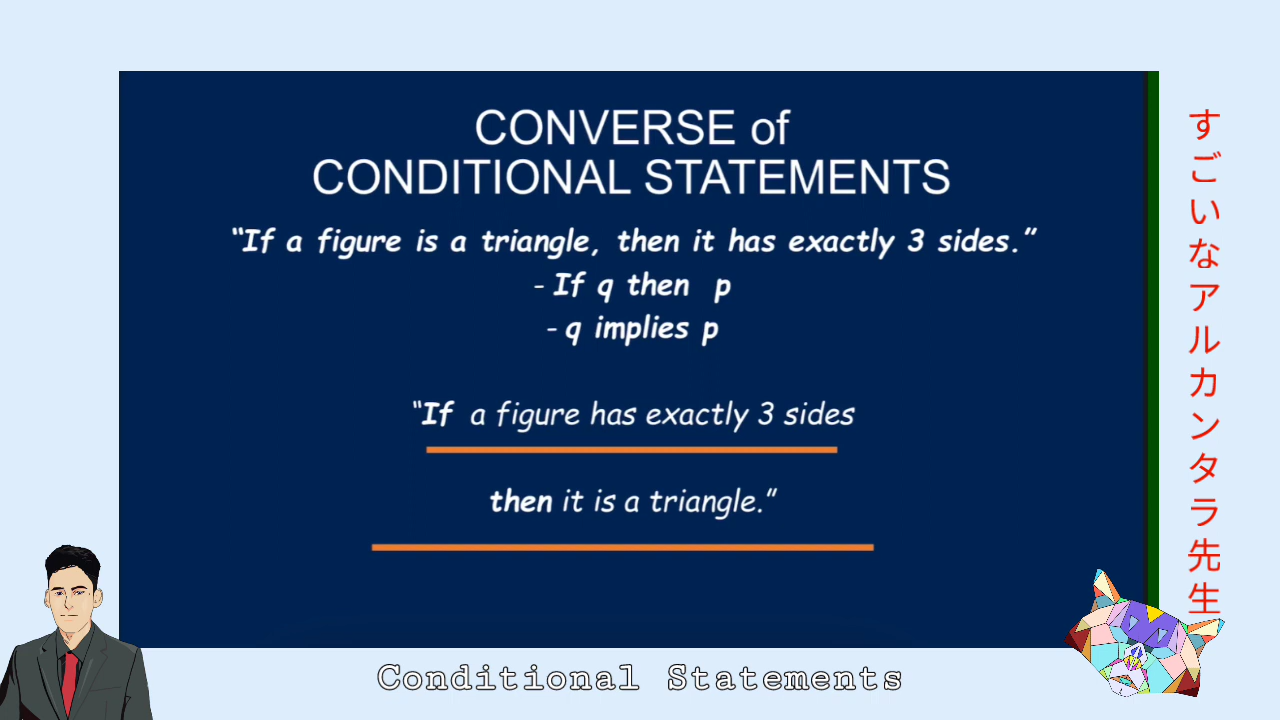 CONVERSE of
CONDITIONAL STATEMENTS
“If a figure is a triangle, then it has exactly 3 sides.”
- If q then p
- q implies p
“If a figure has exactly 3 sides
then it is a triangle.”
Conditional Statements
すごいなアルカンタラ先生